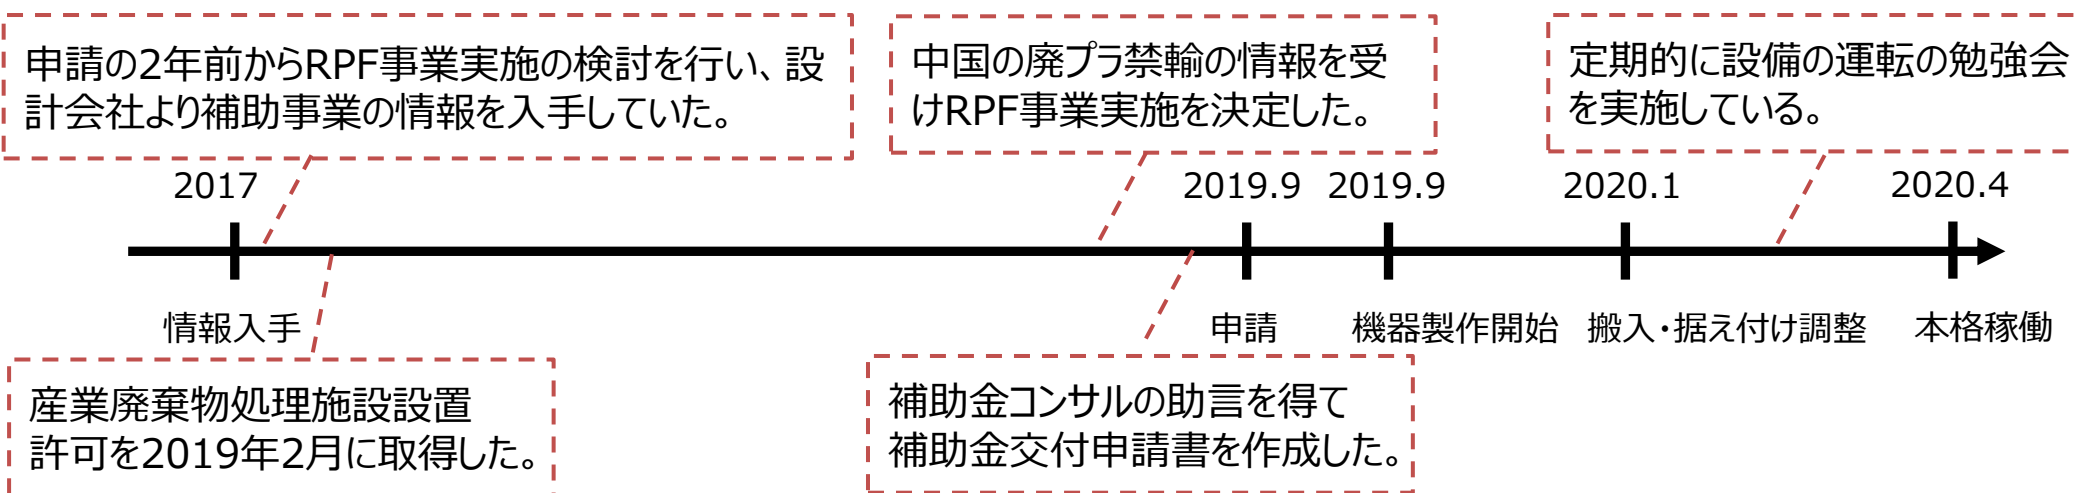 申請の2年前からRPF事業実施の検討を行い、設
計会社より補助事業の情報を入手していた。
中国の廃プラ禁輸の情報を受
けRPF事業実施を決定した。
定期的に設備の運転の勉強会
を実施している。
2017
2019.9
2019.9
2020.1
2020.4
情報入手
申請
機器製作開始
搬入・据え付け調整
本格稼働
産業廃棄物処理施設設置
許可を2019年2月に取得した。
補助金コンサルの助言を得て
補助金交付申請書を作成した。